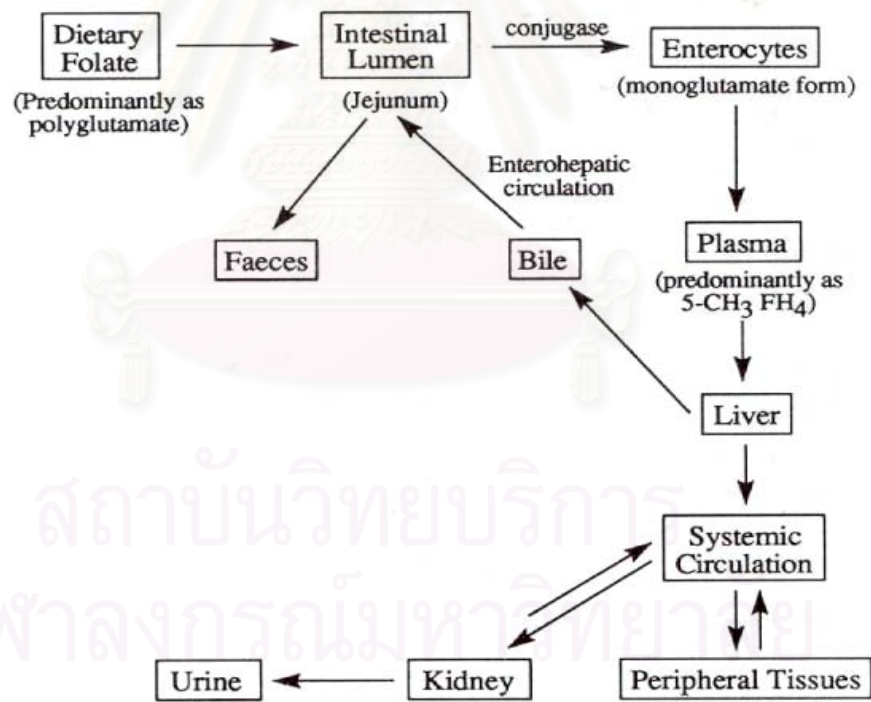 Dietary
Folate
(Predominantly as
polyglutamate)
Intestinal
Lumen
(Jejunum)
conjugase
Enterocytes
(monoglutamate form)
Enterohepatic
circulation
Faeces
Bile
Plasma
(predominantly as
5-CH3 FH4)
Liver
สถาบันวิทยบริการ
Systemic
Circulation
ฬาลงกรณ์มหาวิทยาลัย
Urine
Kidney
Peripheral Tissues